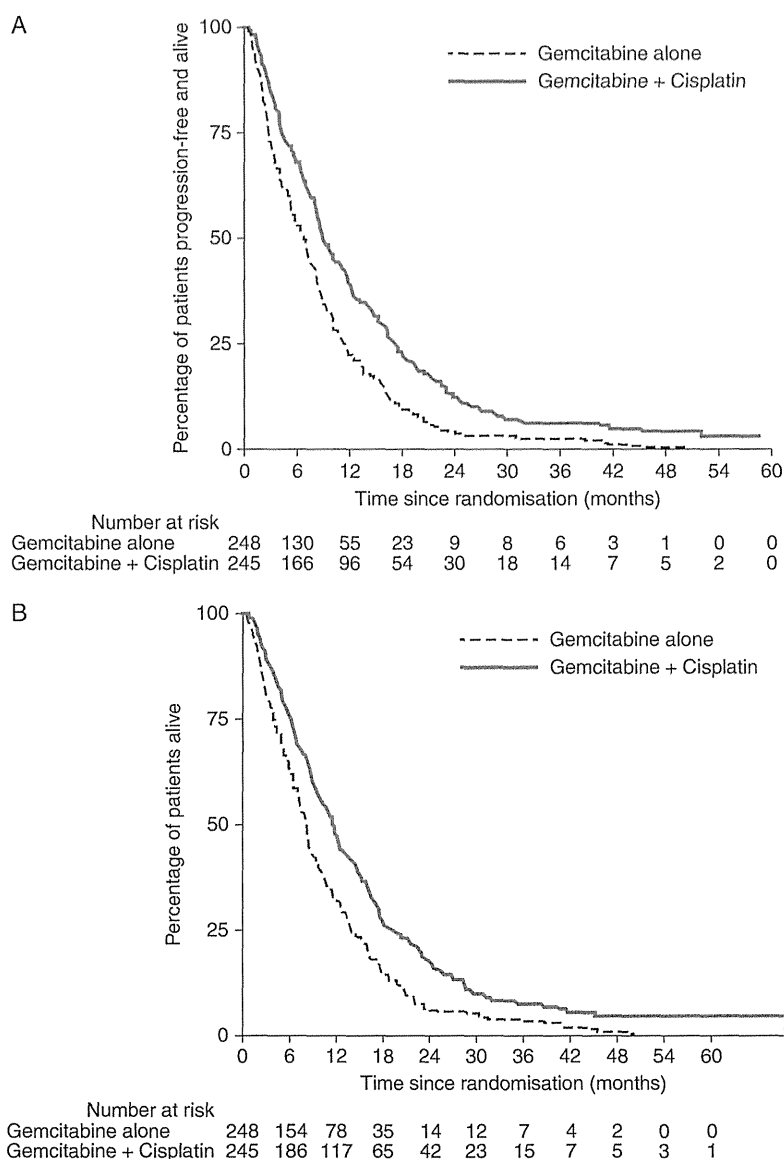 A
100
75
50
25
0
Percentage of patients progression-free and alive
Gemcitabine alone
Gemcitabine + Cisplatin
0 6 12 18 24 30 36 42 48 54 60
Time since randomisation (months)
Number at risk
Gemcitabine alone 248 130 55 23 9 8 6 3 1 0 0
Gemcitabine + Cisplatin 245 166 96 54 30 18 14 7 5 2 0
B
100
75
50
25
0
Percentage of patients alive
Gemcitabine alone
Gemcitabine + Cisplatin
0 6 12 18 24 30 36 42 48 54 60
Time since randomisation (months)
Number at risk
Gemcitabine alone 248 154 78 35 14 12 7 4 2 0 0
Gemcitabine + Cisplatin 245 186 117 65 42 23 15 7 5 3 1